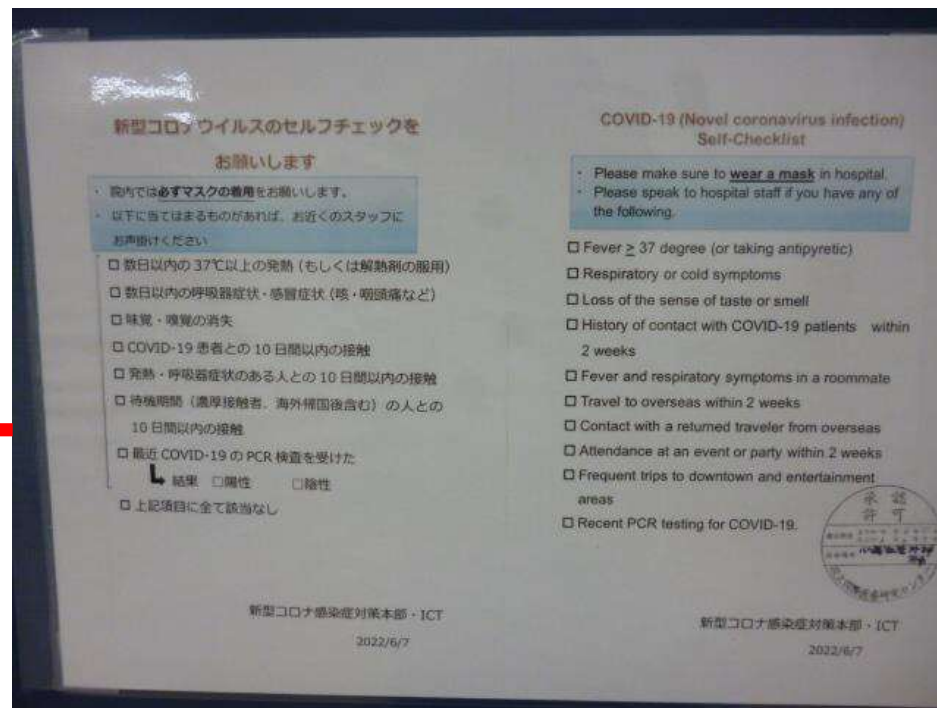 新型コロナウイルスのセルフチェックを
お願いします
・ 院内では必ずマスクの着用をお願いします。
・ 以下に当てはまるものがあれば、お近くのスタッフに
お声掛けください
□ 数日以内の 37℃以上の発熱（もしくは解熱剤の服用）
□ 数日以内の呼吸器症状・感冒症状（咳・咽頭痛など）
□ 味覚・嗅覚の消失
□ COVID-19 患者との 10 日間以内の接触
□ 発熱・呼吸器症状のある人との 10 日間以内の接触
□ 待機期間（濃厚接触者、海外帰国後含む）の人との
10 日間以内の接触
□ 最近 COVID-19 の PCR 検査を受けた
結果 □陽性 □陰性
□ 上記項目に全て該当なし
新型コロナ感染症対策本部・ICT
2022/6/7
COVID-19 (Novel coronavirus infection)
Self-Checklist
・ Please make sure to wear a mask in hospital.
・ Please speak to hospital staff if you have any of
the following.
□ Fever ≥ 37 degree (or taking antipyretic)
□ Respiratory or cold symptoms
□ Loss of the sense of taste or smell
□ History of contact with COVID-19 patients within
2 weeks
□ Fever and respiratory symptoms in a roommate
□ Travel to overseas within 2 weeks
□ Contact with a returned traveler from overseas
□ Attendance at an event or party within 2 weeks
□ Frequent trips to downtown and entertainment
areas
□ Recent PCR testing for COVID-19.
承認
許可
新型コロナ感染症対策本部・ICT
2022/6/7